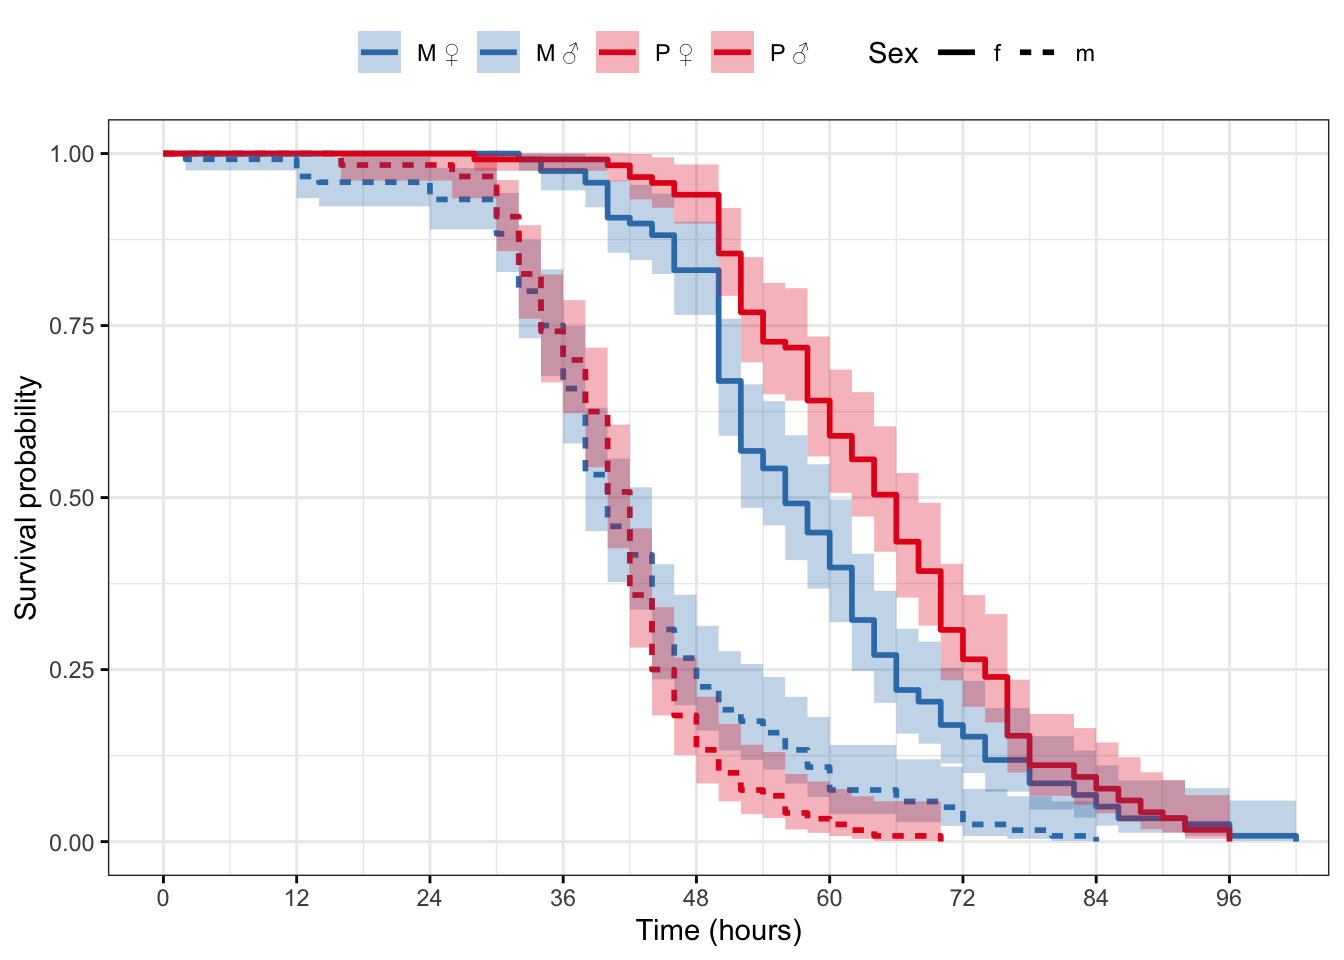 M ♀ M ♂ P ♀ P ♂ Sex f m
1.00
0.75
0.50
0.25
0.00
Survival probability
0 12 24 36 48 60 72 84 96
Time (hours)